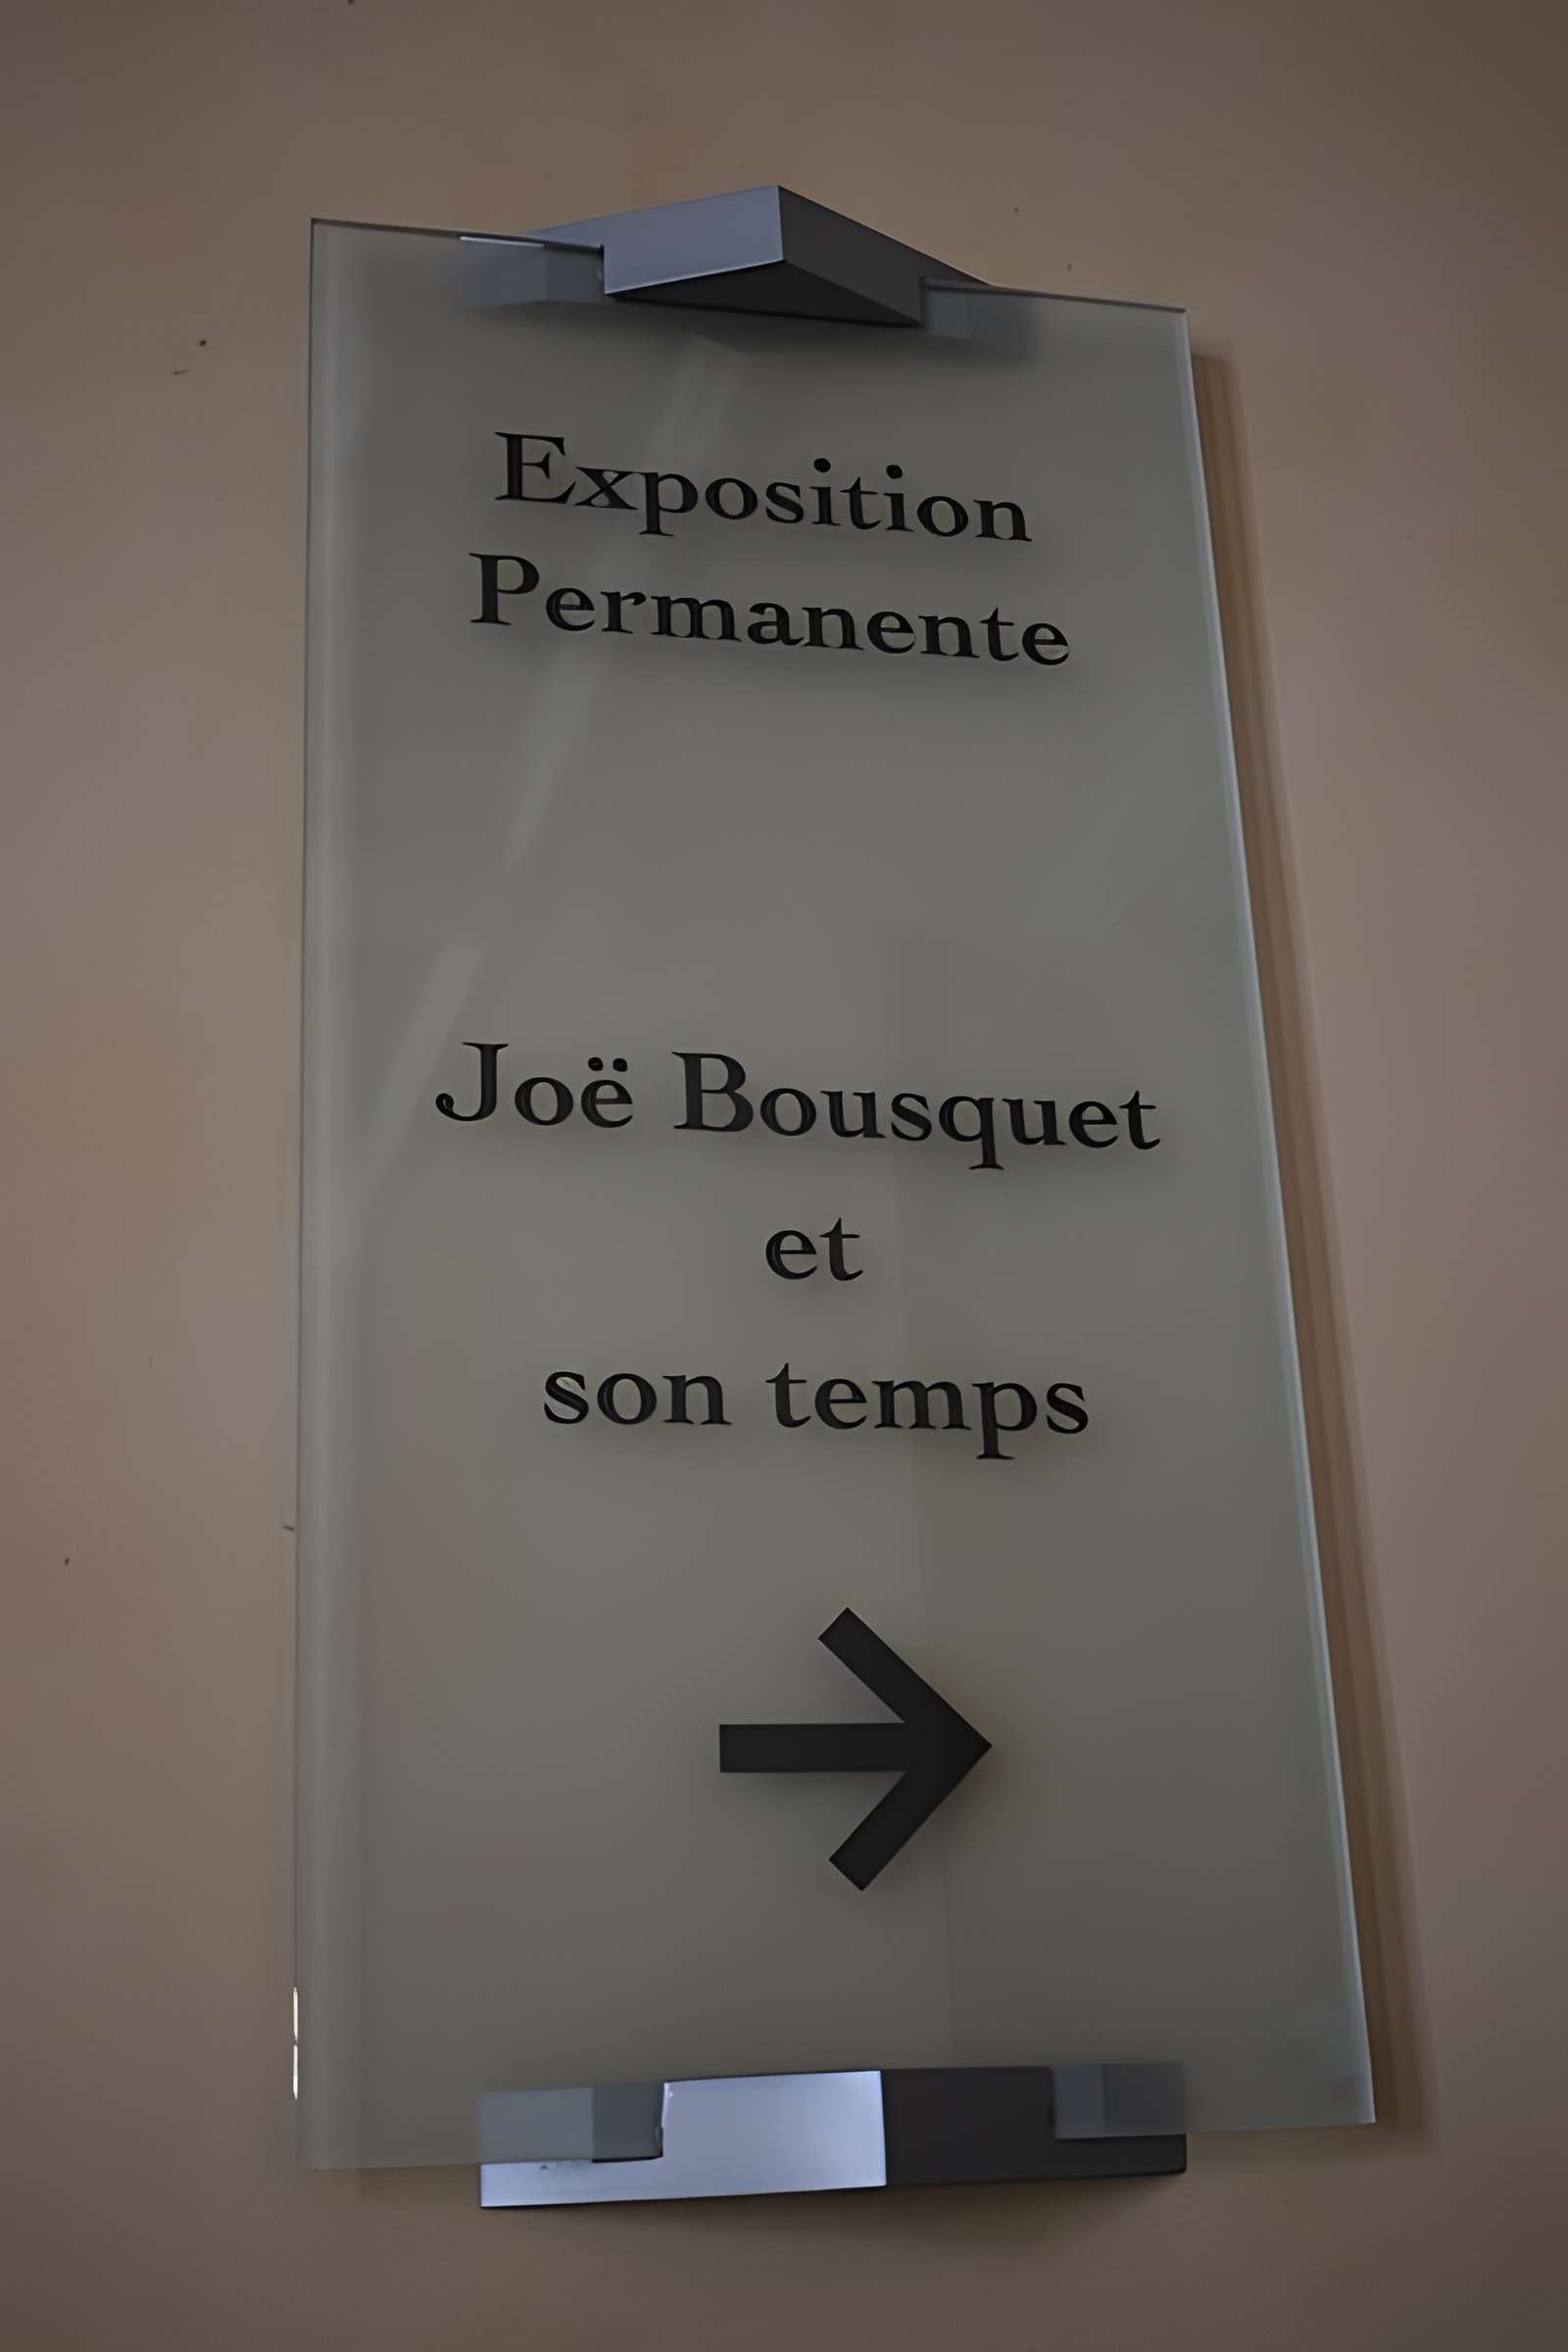 Exposition
Permanente
Joë Bousquet
et
son temps